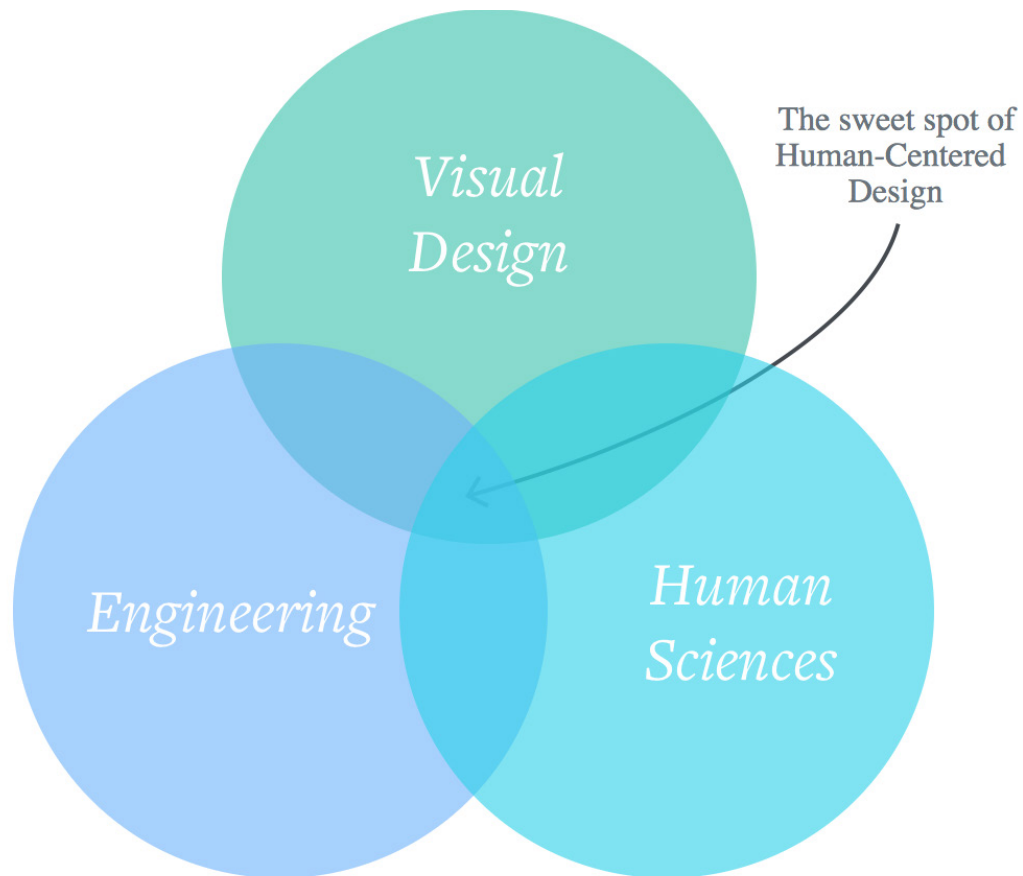 Visual
Design
The sweet spot of
Human-Centered
Design
Engineering
Human
Sciences